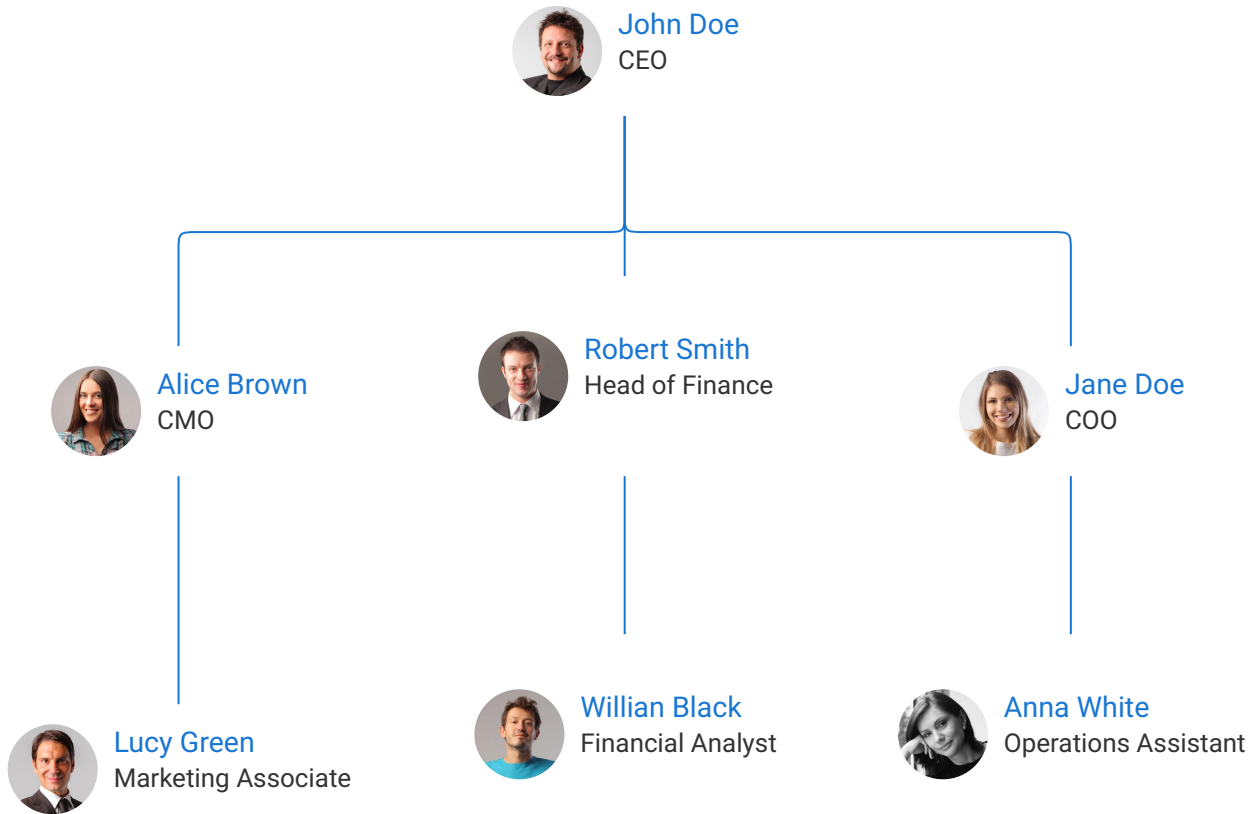 John Doe
CEO
Alice Brown
CMO
Robert Smith
Head of Finance
Jane Doe
COO
Lucy Green
Marketing Associate
Willian Black
Financial Analyst
Anna White
Operations Assistant